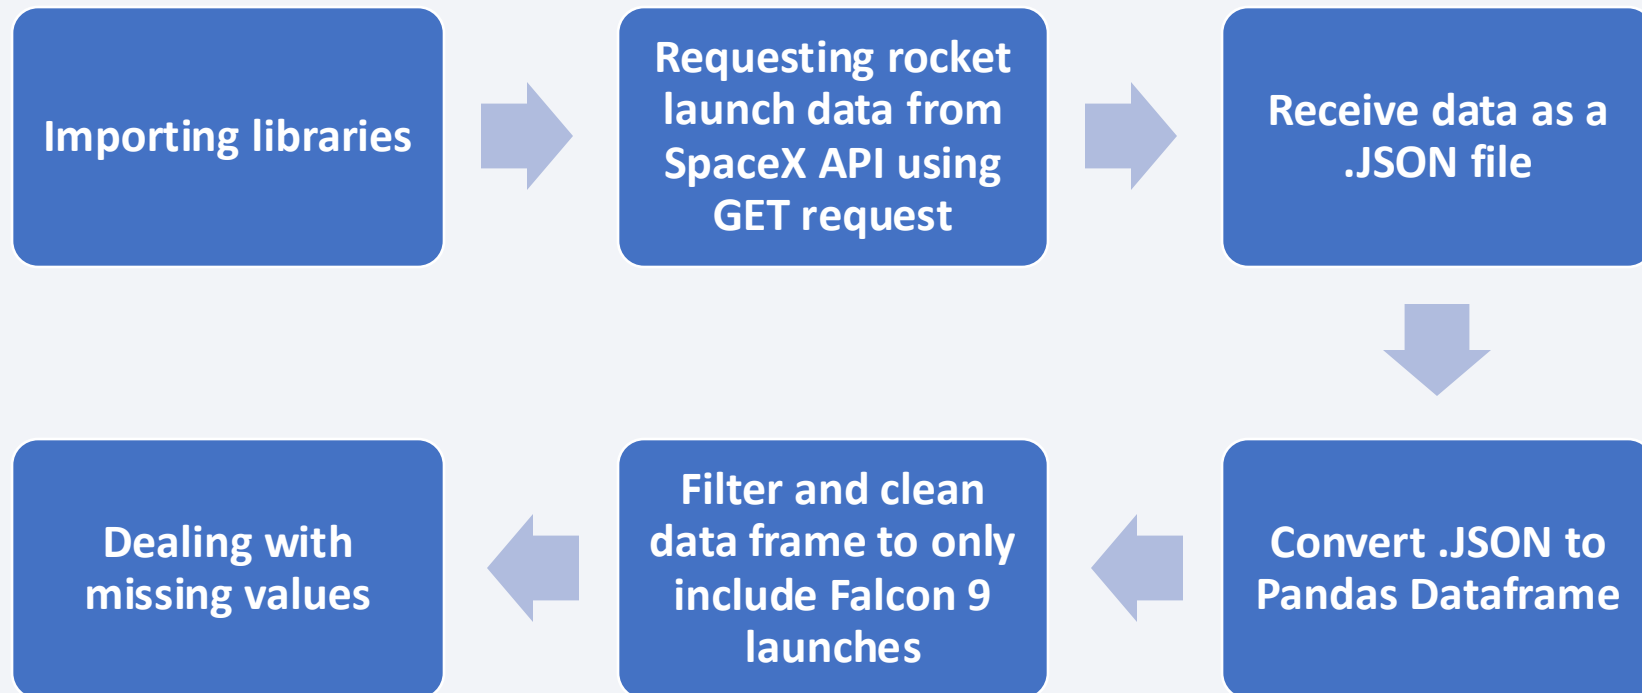 Importing libraries
Requesting rocket
launch data from
SpaceX API using
GET request
Receive data as a
.JSON file
Convert .JSON to
Pandas Dataframe
Filter and clean
data frame to only
include Falcon 9
launches
Dealing with
missing values